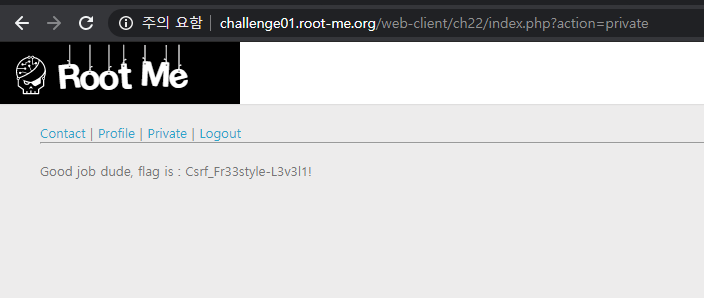 주의 요함 challenge01.root-me.org/web-client/ch22/index.php?action=private
Root Me
Contact | Profile | Private | Logout
Good job dude, flag is : Csrf_Fr33style-L3v3l1!